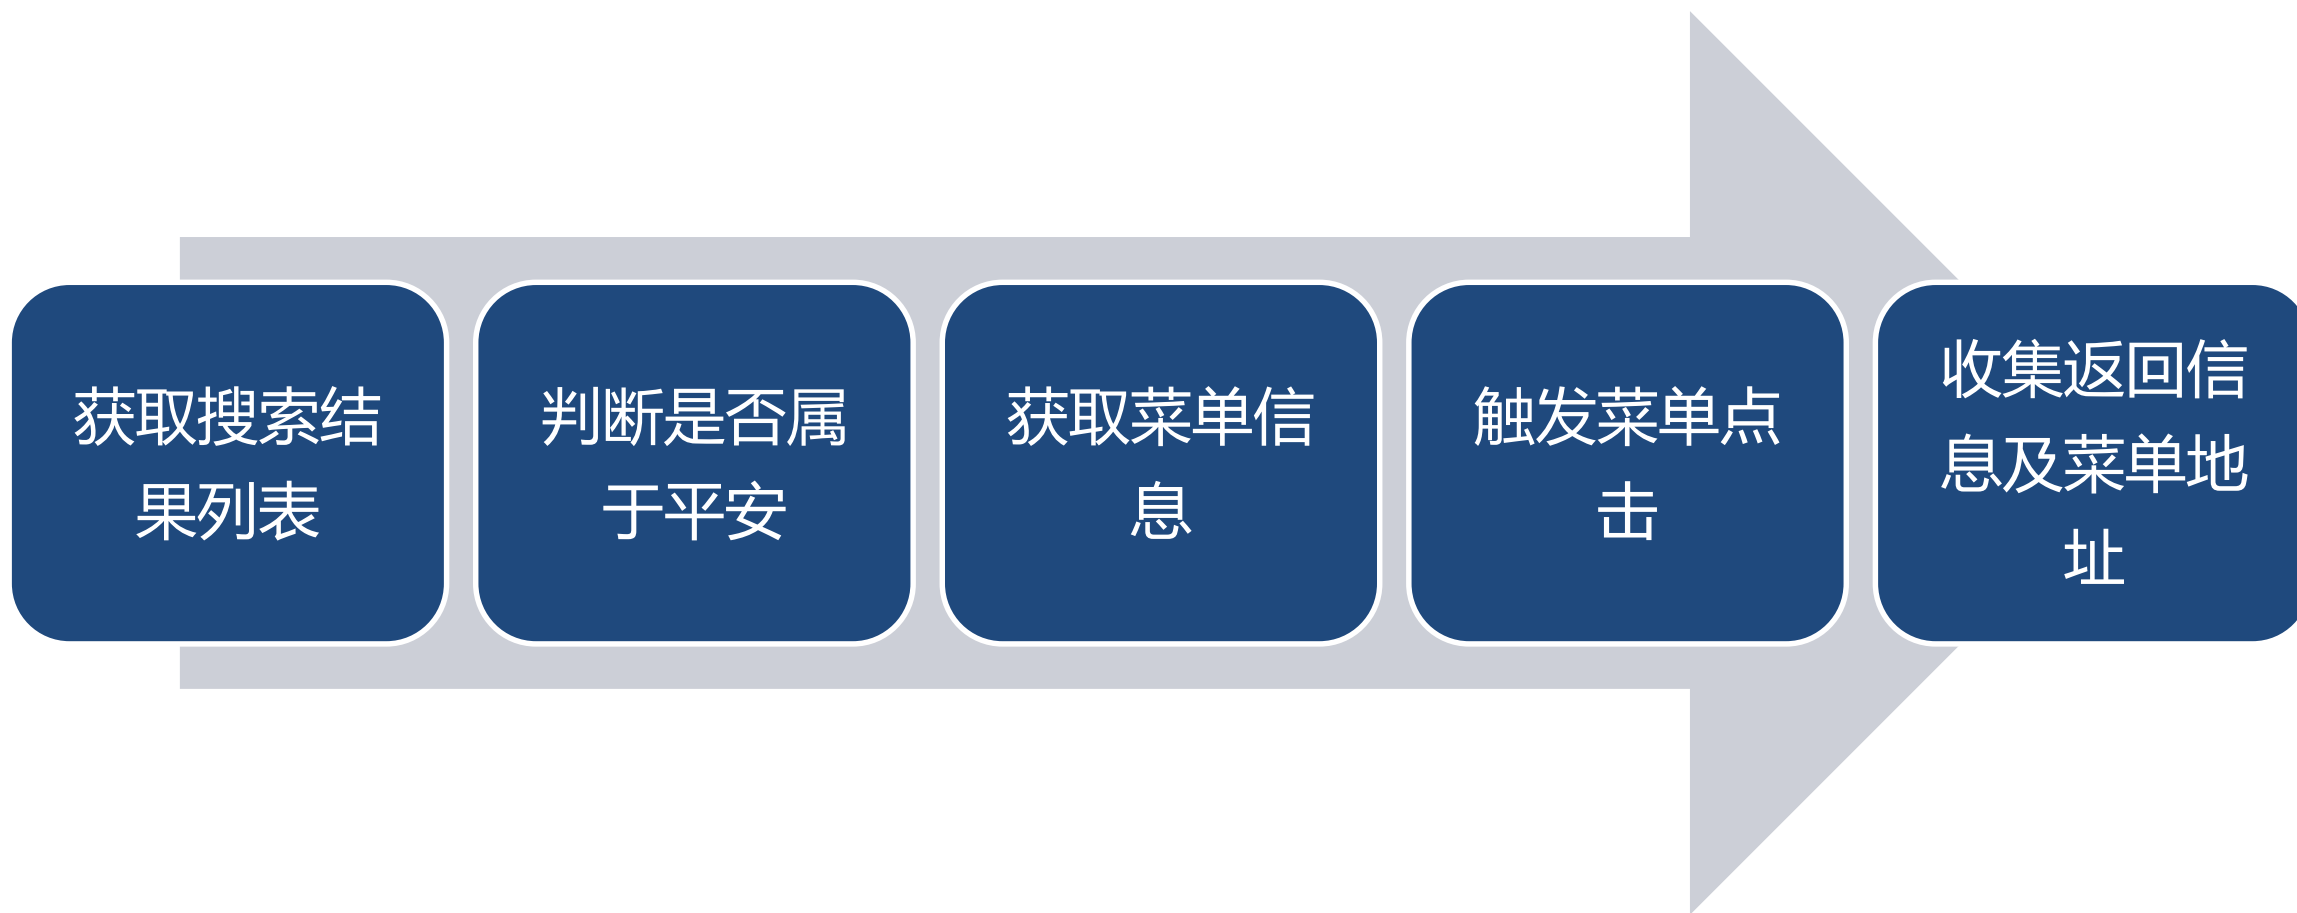 获取搜索结
果列表
判断是否属
于平安
获取菜单信
息
触发菜单点
击
收集返回信
息及菜单地
址